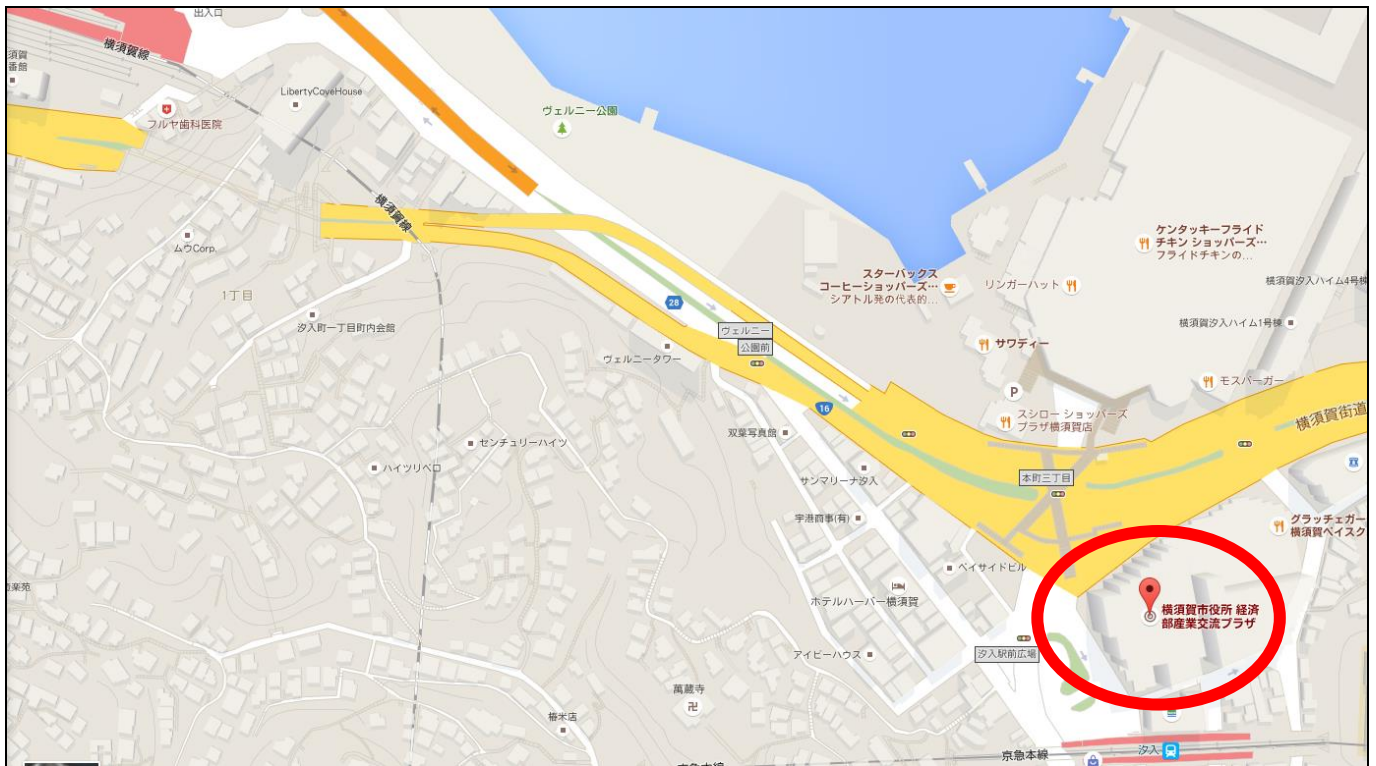 出入口
横須賀線
須賀
番館
LibertyCoyeHouse
フルヤ歯科医院
ヴェルニー公園
横須賀線
ムウCorp.
1丁目
汐入町一丁目町内会館
ケンタッキーフライド
チキン ショッパーズ…
フライドチキンの...
スターバックス
コーヒーショッパーズ…
シアトル発の代表的...
リンガーハット
横須賀汐入ハイム4号棟
28
横須賀汐入ハイム1号棟
ヴェルニー
公園前
サワディー
ヴェルニータワー
P
モスバーガー
16
スシロー ショッパーズ
プラザ横須賀店
横須賀街道
双葉写真館
センチュリーハイツ
ハイツリベロ
サンマリーナ汐入
本町三丁目
宇港商事(有)
グラッチェガー
横須賀ベイスク
ベイサイドビル
楽苑
ホテルハーバー横須賀
横須賀市役所 経済
部産業交流プラザ
アイビーハウス
汐入駅前広場
萬蔵寺
椿米店
京急本線
汐入
京急本線